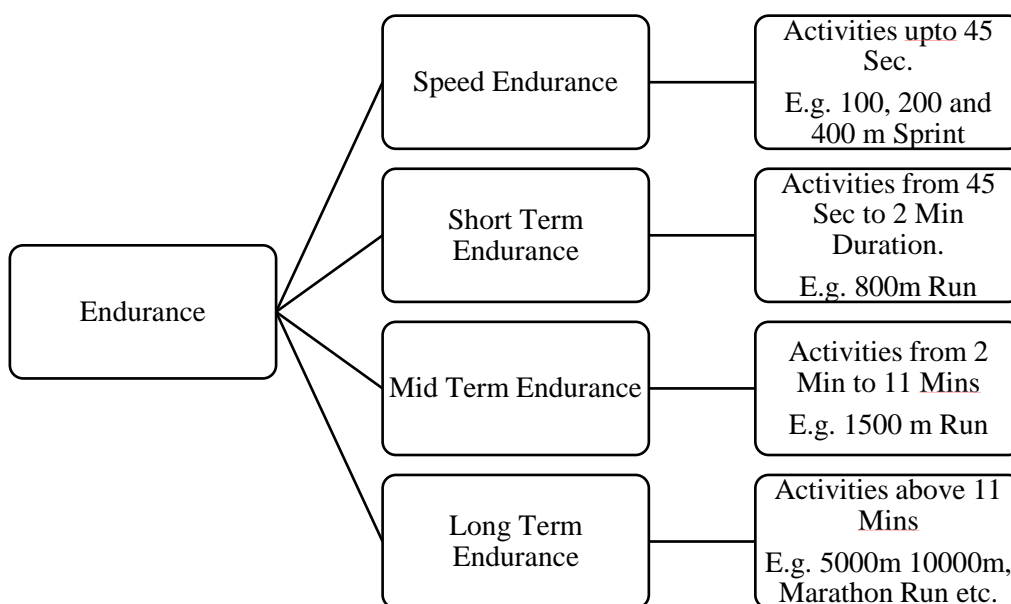 Endurance
Speed Endurance
Activities upto 45
Sec.
E.g. 100, 200 and
400 m Sprint
Short Term
Endurance
Activities from 45
Sec to 2 Min
Duration.
E.g. 800m Run
Mid Term Endurance
Activities from 2
Min to 11 Mins
E.g. 1500 m Run
Long Term
Endurance
Activities above 11
Mins
E.g. 5000m 10000m,
Marathon Run etc.